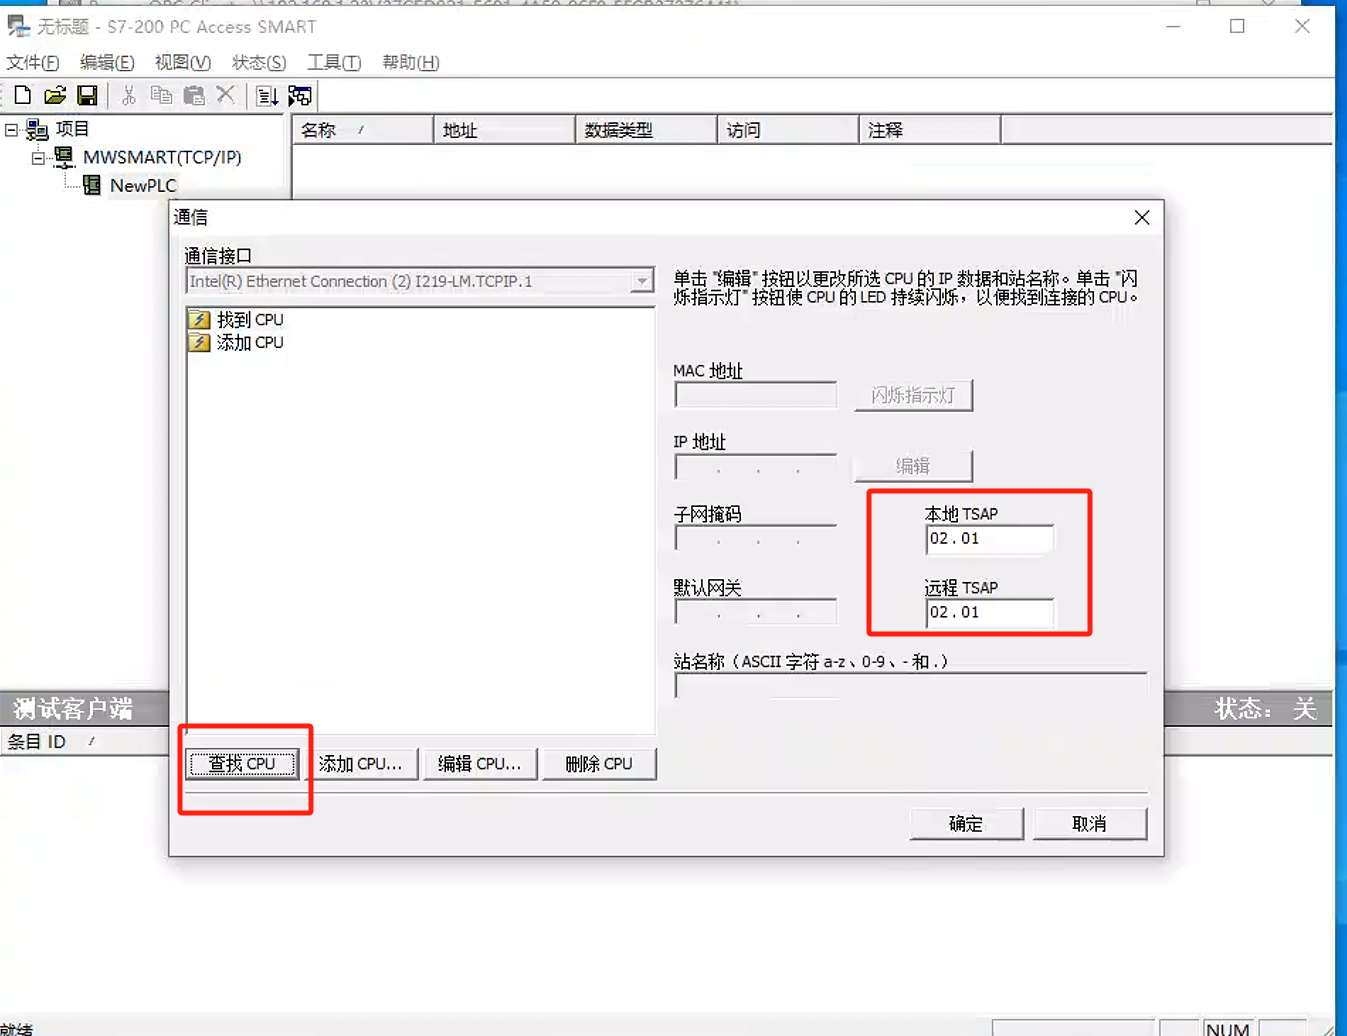 无标题 - S7-200 PC Access SMART
文件(F) 编辑(E) 视图(V) 状态(S) 工具(T) 帮助(H)
项目
MWSMART(TCP/IP)
NewPLC
名称 地址 数据类型 访问 注释
通信
通信接口
Intel(R) Ethernet Connection (2) I219-LM.TCPIP.1
找到 CPU
添加 CPU
单击 "编辑" 按钮以更改所选 CPU 的 IP 数据和站名称。单击 "闪
烁指示灯" 按钮使 CPU 的 LED 持续闪烁，以便找到连接的 CPU。
MAC 地址
闪烁指示灯
IP 地址
编辑
子网掩码
本地 TSAP
02.01
默认网关
远程 TSAP
02.01
站名称（ASCII 字符 a-z、0-9、- 和 .）
查找 CPU 添加 CPU... 编辑 CPU... 删除 CPU
确定 取消
测试客户端 状态： 关
条目 ID
就绪 NUM